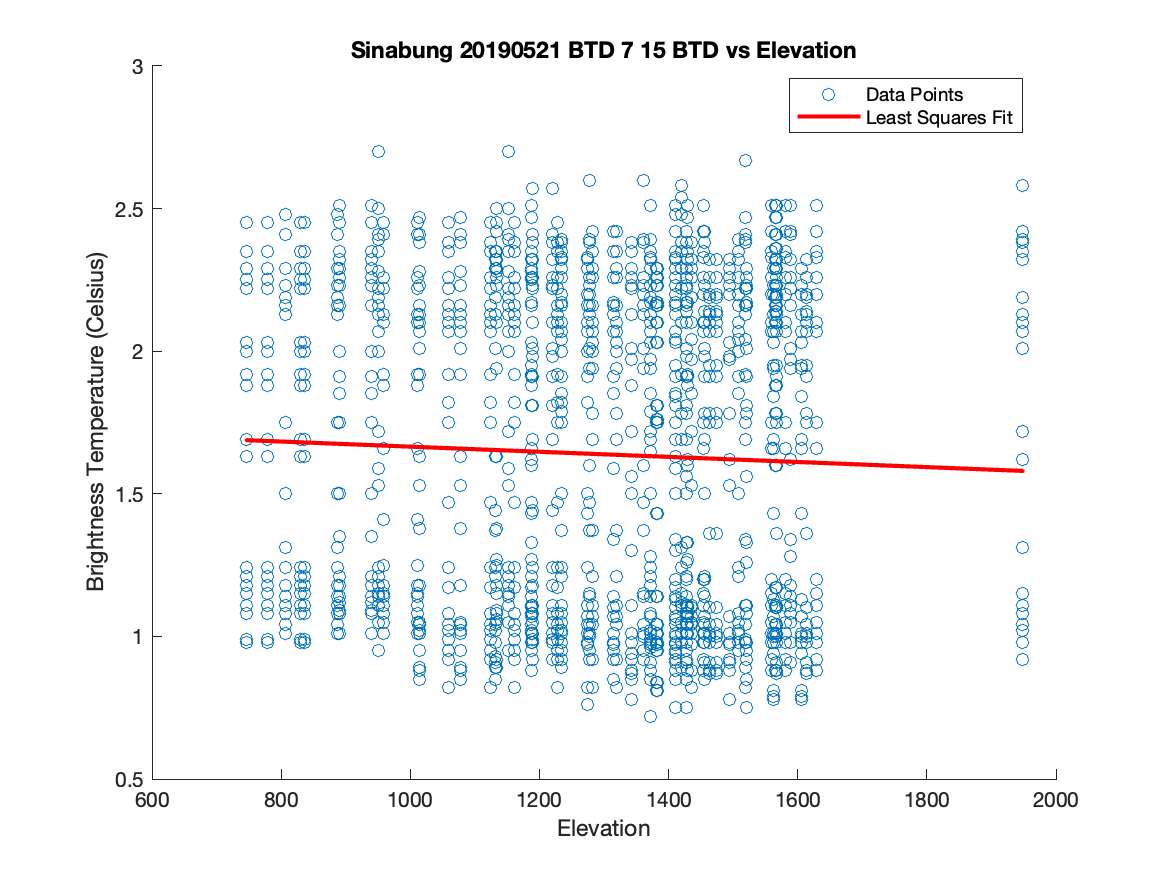 Sinabung 20190521 BTD 7 15 BTD vs Elevation
3
Data Points
Least Squares Fit
2.5
2
1.5
1
0.5
Brightness Temperature (Celsius)
600 800 1000 1200 1400 1600 1800 2000
Elevation